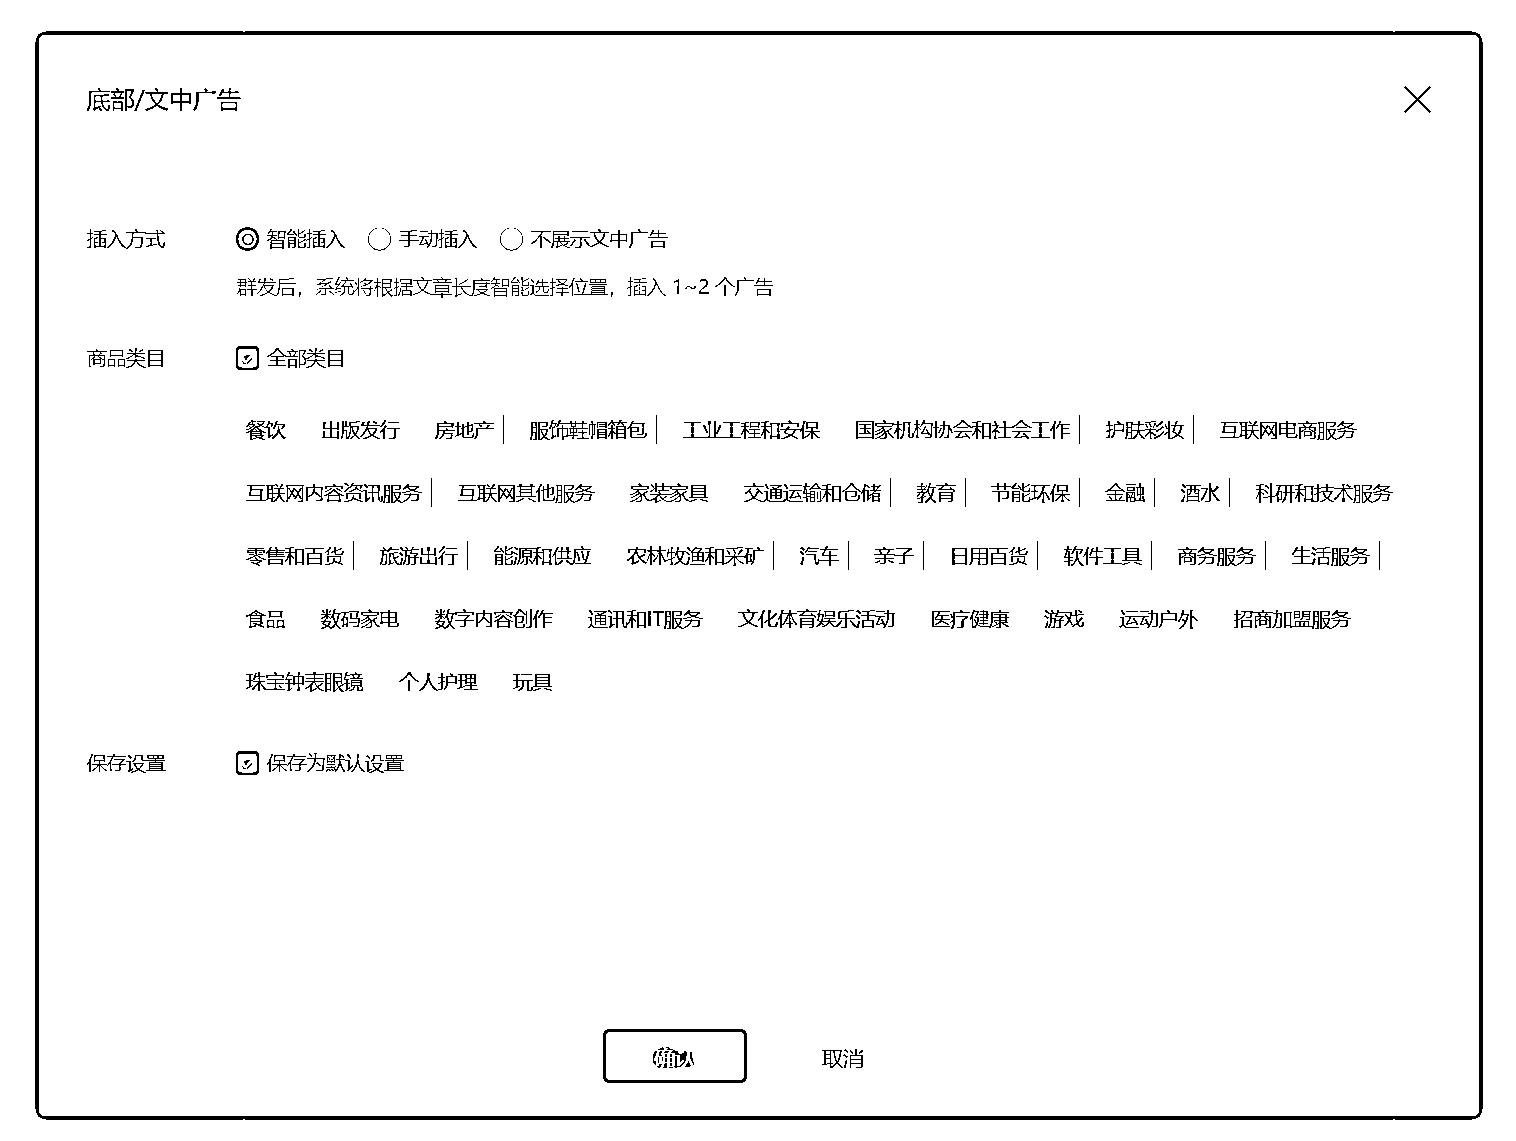 底部/文中广告
插入方式 智能插入 手动插入 不展示文中广告
群发后，系统将根据文章长度智能选择位置，插入 1~2 个广告
商品类目 全部类目
餐饮 出版发行 房地产 服饰鞋帽箱包 工业工程和安保 国家机构协会和社会工作 护肤彩妆 互联网电商服务
互联网内容资讯服务 互联网其他服务 家装家具 交通运输和仓储 教育 节能环保 金融 酒水 科研和技术服务
零售和百货 旅游出行 能源和供应 农林牧渔和采矿 汽车 亲子 日用百货 软件工具 商务服务 生活服务
食品 数码家电 数字内容创作 通讯和IT服务 文化体育娱乐活动 医疗健康 游戏 运动户外 招商加盟服务
珠宝钟表眼镜 个人护理 玩具
保存设置 保存为默认设置
确认 取消